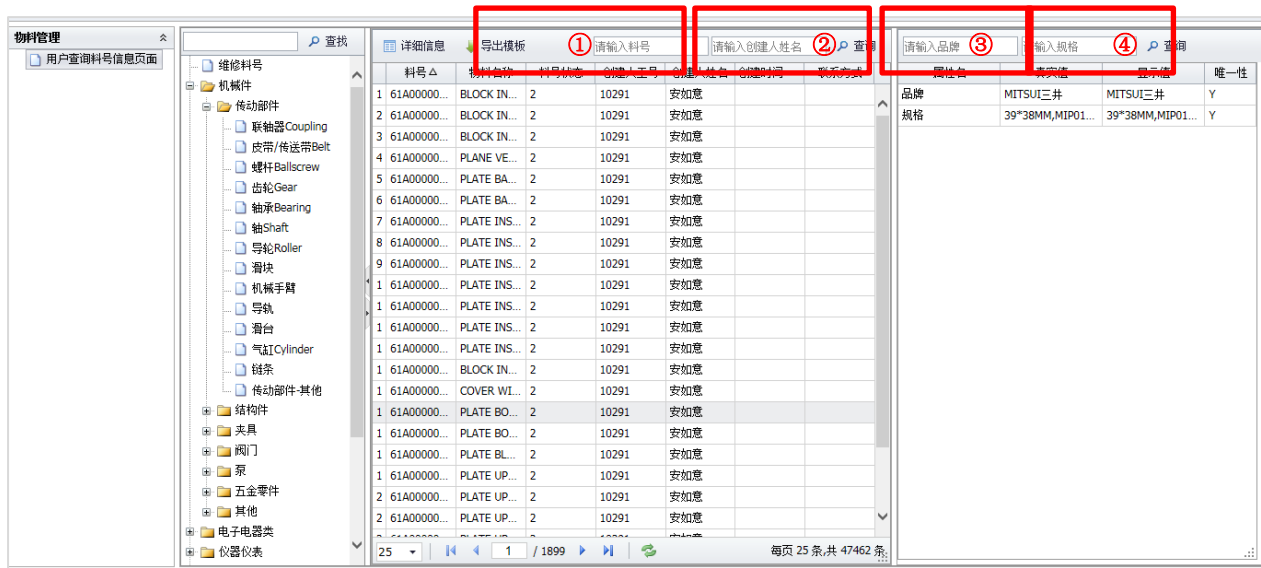 物料管理
用户查询料号信息页面
查找
维修料号
机械件
传动部件
联轴器Coupling
皮带/传送带Belt
螺杆Ballscrew
齿轮Gear
轴承Bearing
轴Shaft
导轮Roller
滑块
机械手臂
导轨
滑台
气缸Cylinder
链条
传动部件-其他
结构件
夹具
阀门
泵
五金零件
其他
电子电器类
仪器仪表
详细信息 导出模板 ① 请输入料号 请输入创建人姓名 ② 查询
料号 物料名称 料号状态 创建人工号 创建人姓名 创建时间 联系方式
1 61A00000... BLOCK IN... 2 10291 安如意
2 61A00000... BLOCK IN... 2 10291 安如意
3 61A00000... BLOCK IN... 2 10291 安如意
4 61A00000... PLANE VE... 2 10291 安如意
5 61A00000... PLATE BA... 2 10291 安如意
6 61A00000... PLATE BA... 2 10291 安如意
7 61A00000... PLATE INS... 2 10291 安如意
8 61A00000... PLATE INS... 2 10291 安如意
9 61A00000... PLATE INS... 2 10291 安如意
1 61A00000... PLATE INS... 2 10291 安如意
1 61A00000... PLATE INS... 2 10291 安如意
1 61A00000... PLATE INS... 2 10291 安如意
1 61A00000... PLATE INS... 2 10291 安如意
1 61A00000... BLOCK IN... 2 10291 安如意
1 61A00000... COVER WI... 2 10291 安如意
1 61A00000... PLATE BO... 2 10291 安如意
1 61A00000... PLATE BO... 2 10291 安如意
1 61A00000... PLATE BL... 2 10291 安如意
1 61A00000... PLATE UP... 2 10291 安如意
2 61A00000... PLATE UP... 2 10291 安如意
2 61A00000... PLATE UP... 2 10291 安如意
25 1 / 1899 每页 25 条,共 47462 条
请输入品牌 ③ 请输入规格 ④ 查询
属性名 真实值 显示值 唯一性
品牌 MITSUI三井 MITSUI三井 Y
规格 39*38MM,MIP01... 39*38MM,MIP01... Y